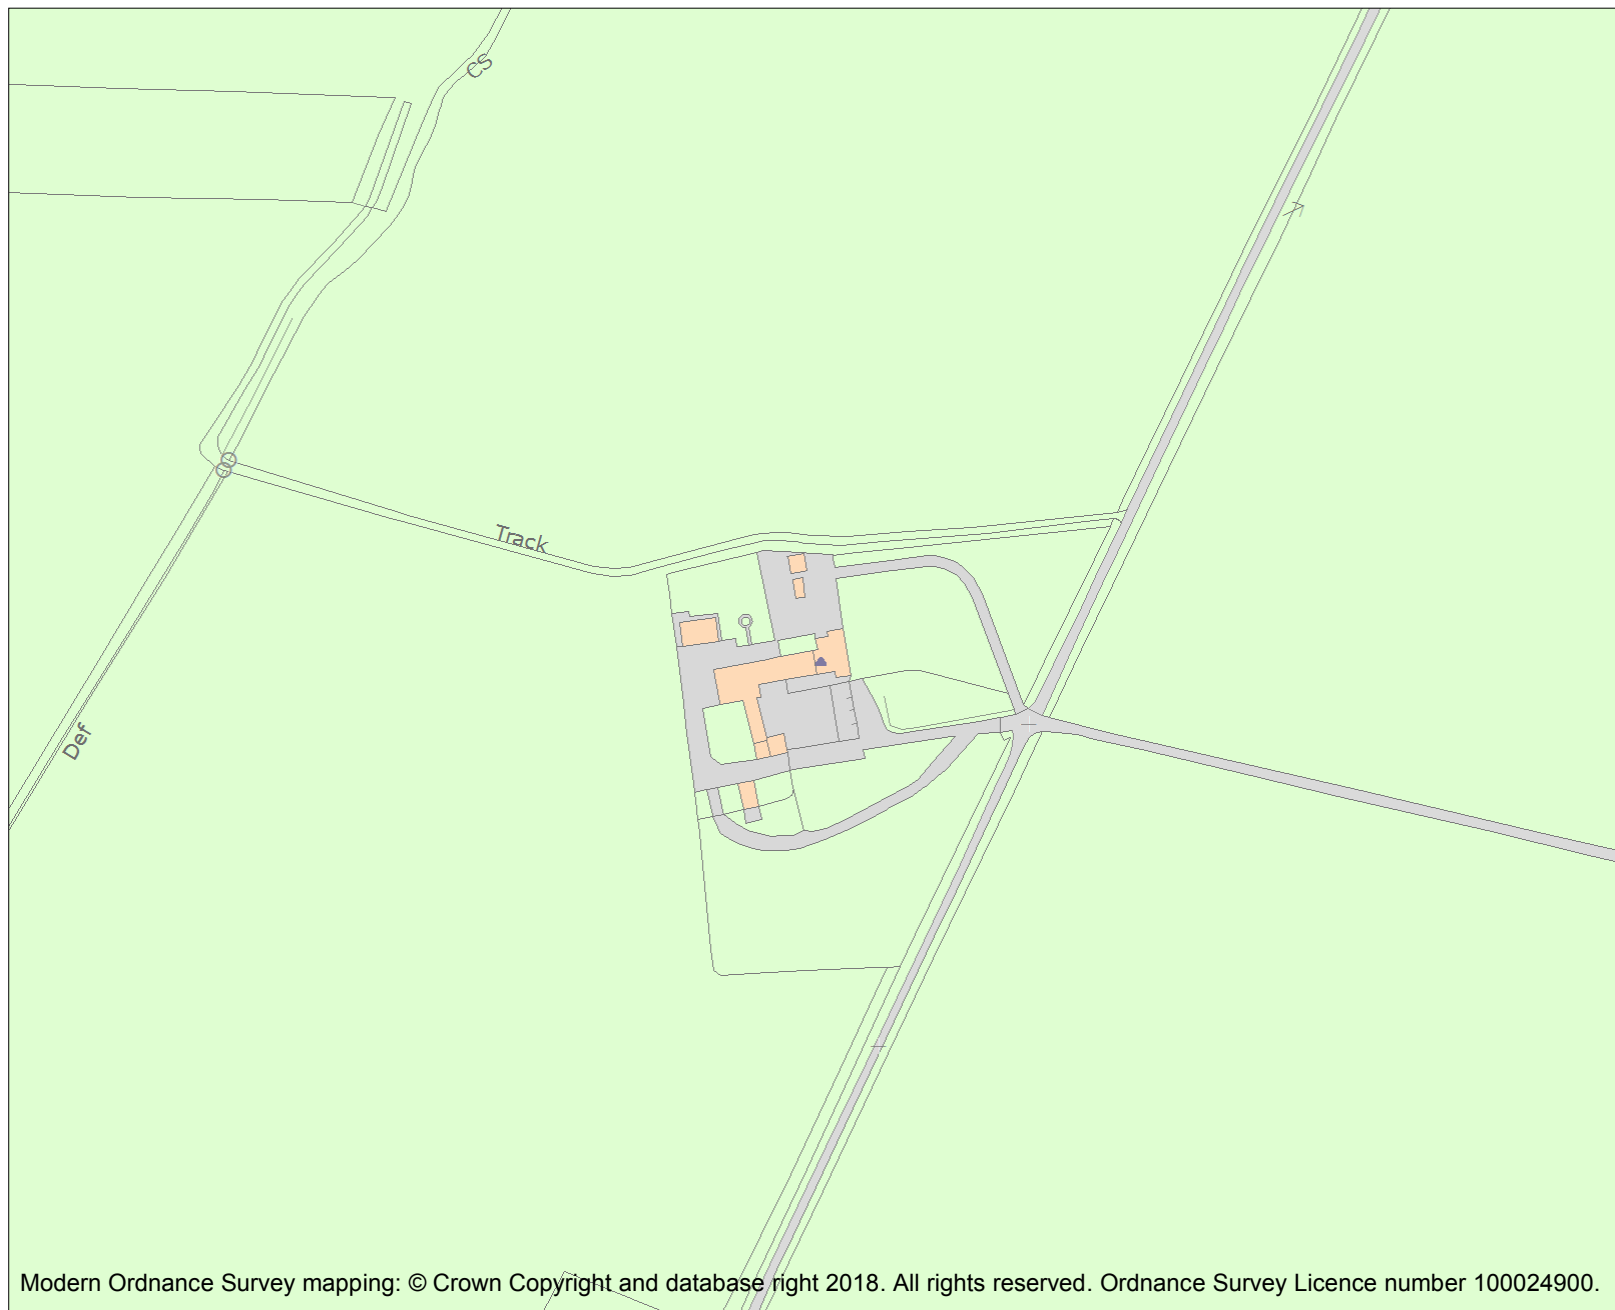 CS
Track
Def
Modern Ordnance Survey mapping: © Crown Copyright and database right 2018. All rights reserved. Ordnance Survey Licence number 100024900.